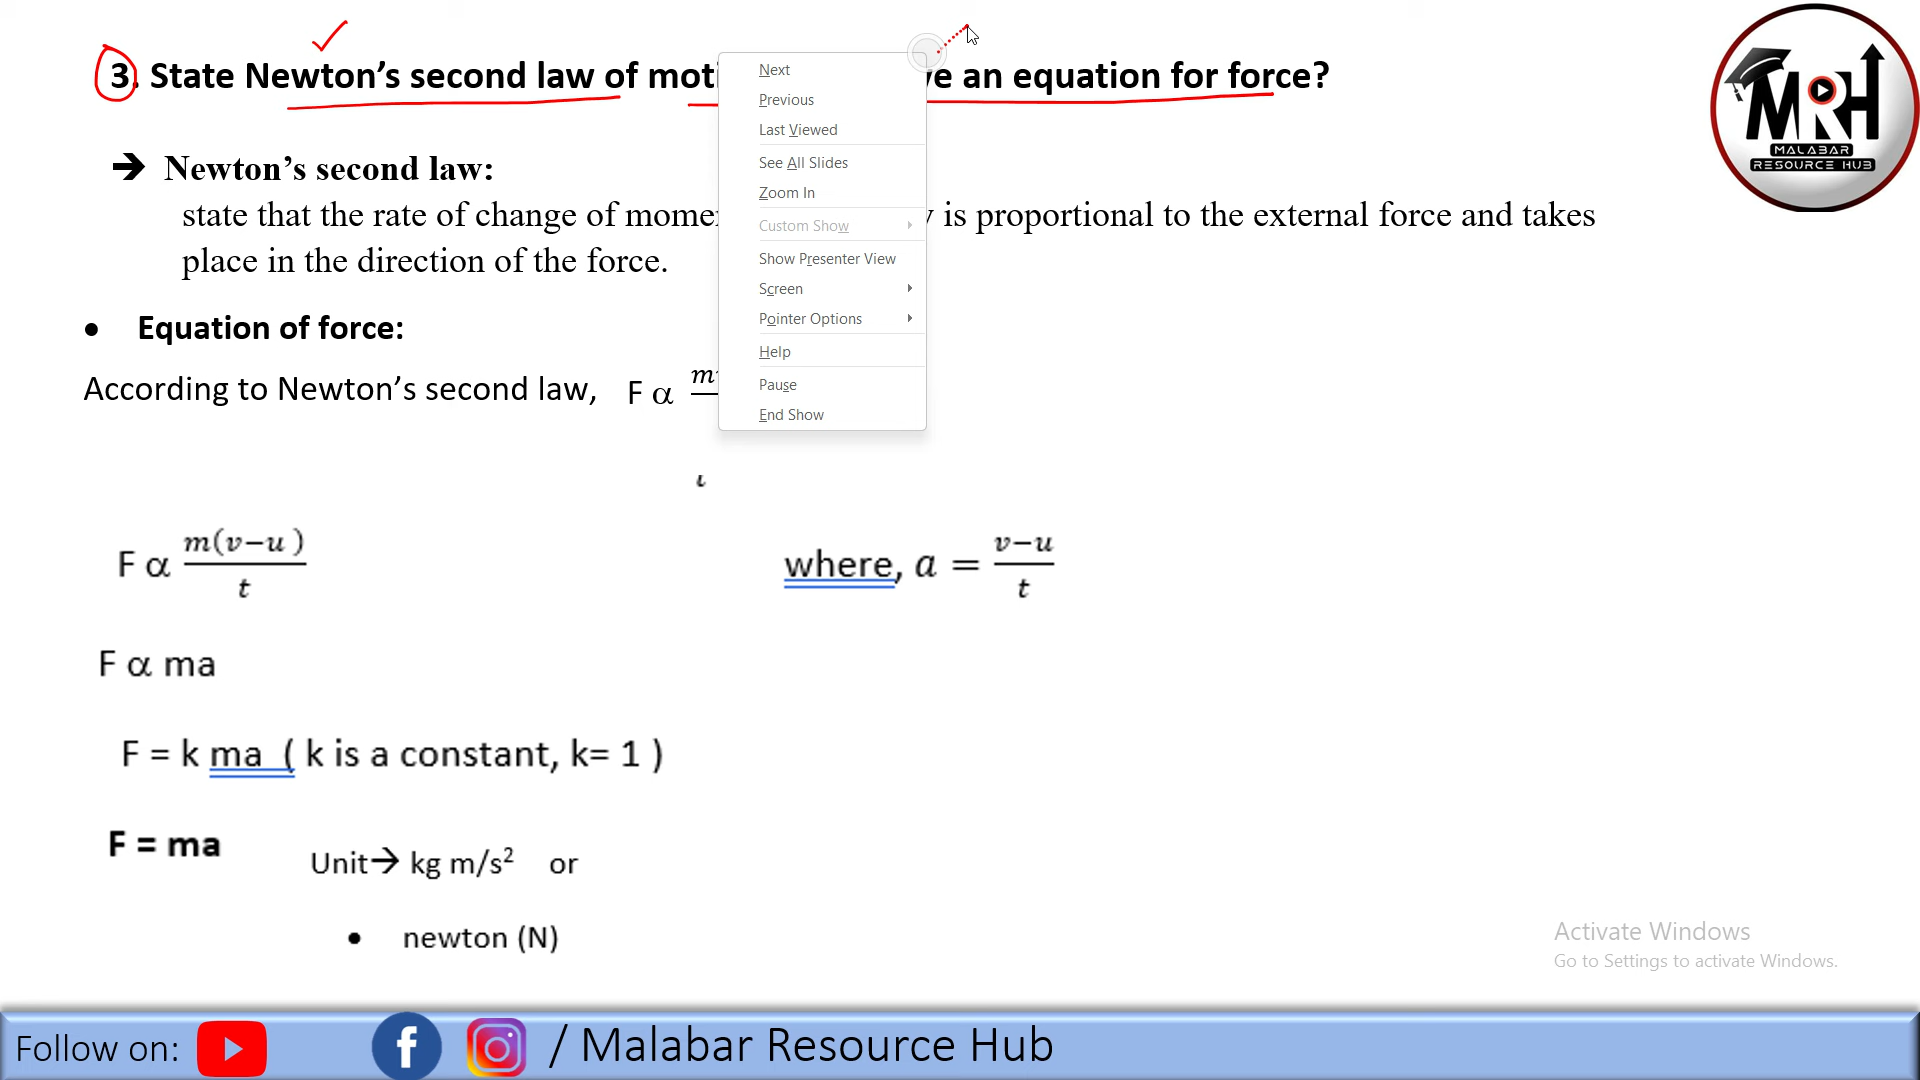 3. State Newton's second law of ve an equation for force?
➔ Newton's second law:
state that the rate of change of is proportional to the external force and takes
place in the direction of the force.
• Equation of force:
According to Newton's second law, F α
F α m(v−u)/t where, a = v−u/t
F α ma
F = k ma ( k is a constant, k= 1 )
F = ma
Unit→ kg m/s² or
• newton (N)
Next
Previous
Last Viewed
See All Slides
Zoom In
Custom Show
Show Presenter View
Screen
Pointer Options
Help
Pause
End Show
MRH
MALABAR
RESOURCE HUB
Activate Windows
Go to Settings to activate Windows.
Follow on: f / Malabar Resource Hub